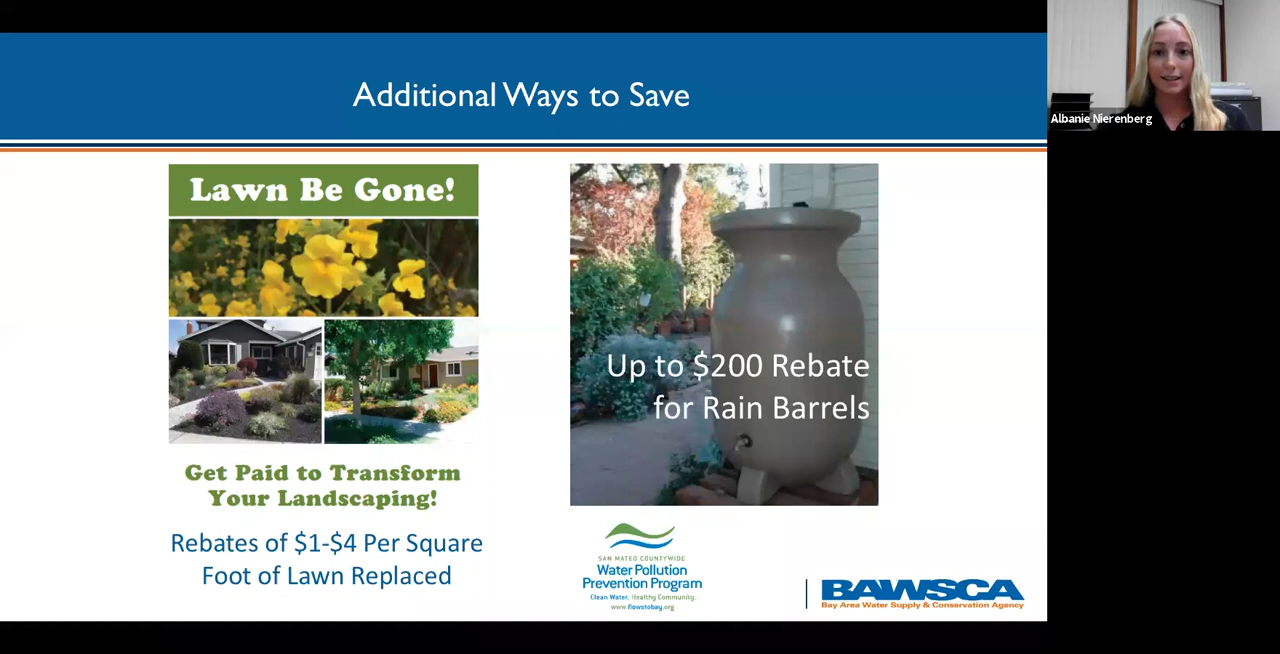 Additional Ways to Save
Albanie Nierenberg
Lawn Be Gone!
Get Paid to Transform
Your Landscaping!
Rebates of $1-$4 Per Square
Foot of Lawn Replaced
Up to $200 Rebate
for Rain Barrels
SAN MATEO COUNTYWIDE
Water Pollution
Prevention Program
Clean Water. Healthy Community.
www.flowstobay.org
BAWSCA
Bay Area Water Supply & Conservation Agency